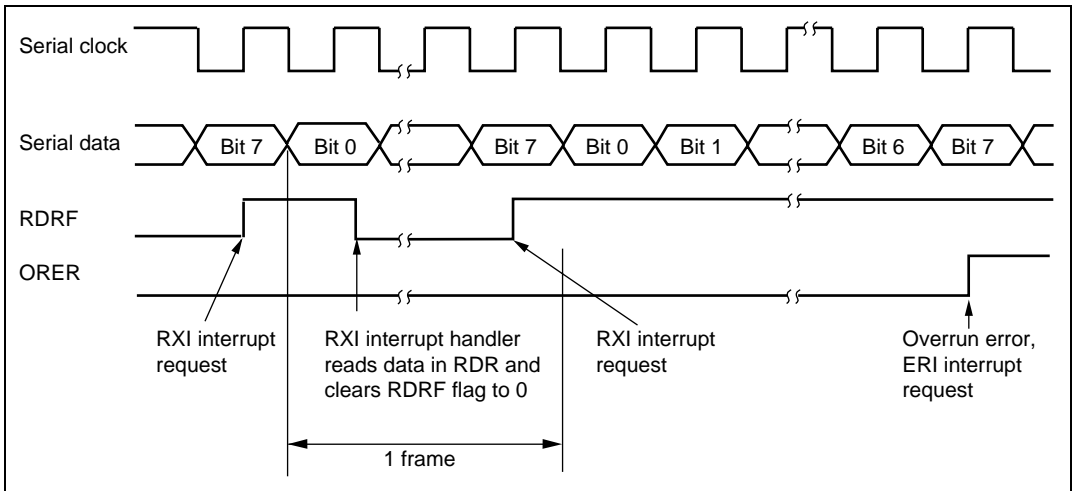 Serial clock
Serial data
Bit 7
Bit 0
Bit 7
Bit 0
Bit 1
Bit 6
Bit 7
RDRF
ORER
RXI interrupt
request
RXI interrupt handler
reads data in RDR and
clears RDRF flag to 0
RXI interrupt
request
Overrun error,
ERI interrupt
request
1 frame